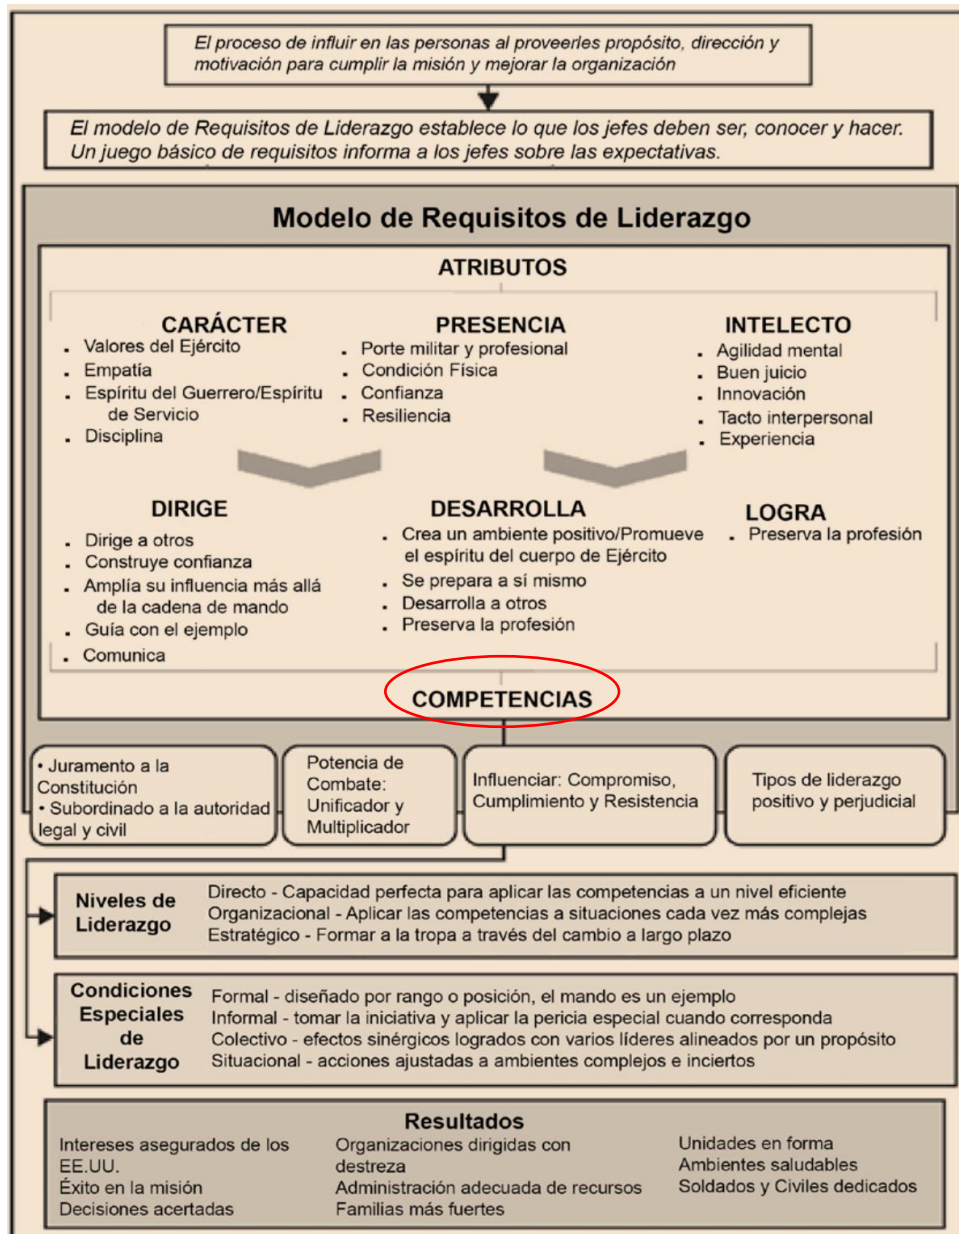 El proceso de influir en las personas al proveerles propósito, dirección y
motivación para cumplir la misión y mejorar la organización
El modelo de Requisitos de Liderazgo establece lo que los jefes deben ser, conocer y hacer.
Un juego básico de requisitos informa a los jefes sobre las expectativas.
Modelo de Requisitos de Liderazgo
ATRIBUTOS
CARÁCTER
. Valores del Ejército
. Empatía
. Espíritu del Guerrero/Espíritu
de Servicio
. Disciplina
PRESENCIA
. Porte militar y profesional
. Condición Física
. Confianza
. Resiliencia
INTELECTO
. Agilidad mental
. Buen juicio
. Innovación
. Tacto interpersonal
. Experiencia
DIRIGE
. Dirige a otros
. Construye confianza
. Amplía su influencia más allá
de la cadena de mando
. Guía con el ejemplo
. Comunica
DESARROLLA
. Crea un ambiente positivo/Promueve
el espíritu del cuerpo de Ejército
. Se prepara a sí mismo
. Desarrolla a otros
. Preserva la profesión
LOGRA
. Preserva la profesión
COMPETENCIAS
• Juramento a la
Constitución
• Subordinado a la autoridad
legal y civil
Potencia de
Combate:
Unificador y
Multiplicador
Influenciar: Compromiso,
Cumplimiento y Resistencia
Tipos de liderazgo
positivo y perjudicial
Niveles de
Liderazgo
Directo - Capacidad perfecta para aplicar las competencias a un nivel eficiente
Organizacional - Aplicar las competencias a situaciones cada vez más complejas
Estratégico - Formar a la tropa a través del cambio a largo plazo
Condiciones
Especiales
de
Liderazgo
Formal - diseñado por rango o posición, el mando es un ejemplo
Informal - tomar la iniciativa y aplicar la pericia especial cuando corresponda
Colectivo - efectos sinérgicos logrados con varios líderes alineados por un propósito
Situacional - acciones ajustadas a ambientes complejos e inciertos
Resultados
Intereses asegurados de los
EE.UU.
Éxito en la misión
Decisiones acertadas
Organizaciones dirigidas con
destreza
Administración adecuada de recursos
Familias más fuertes
Unidades en forma
Ambientes saludables
Soldados y Civiles dedicados